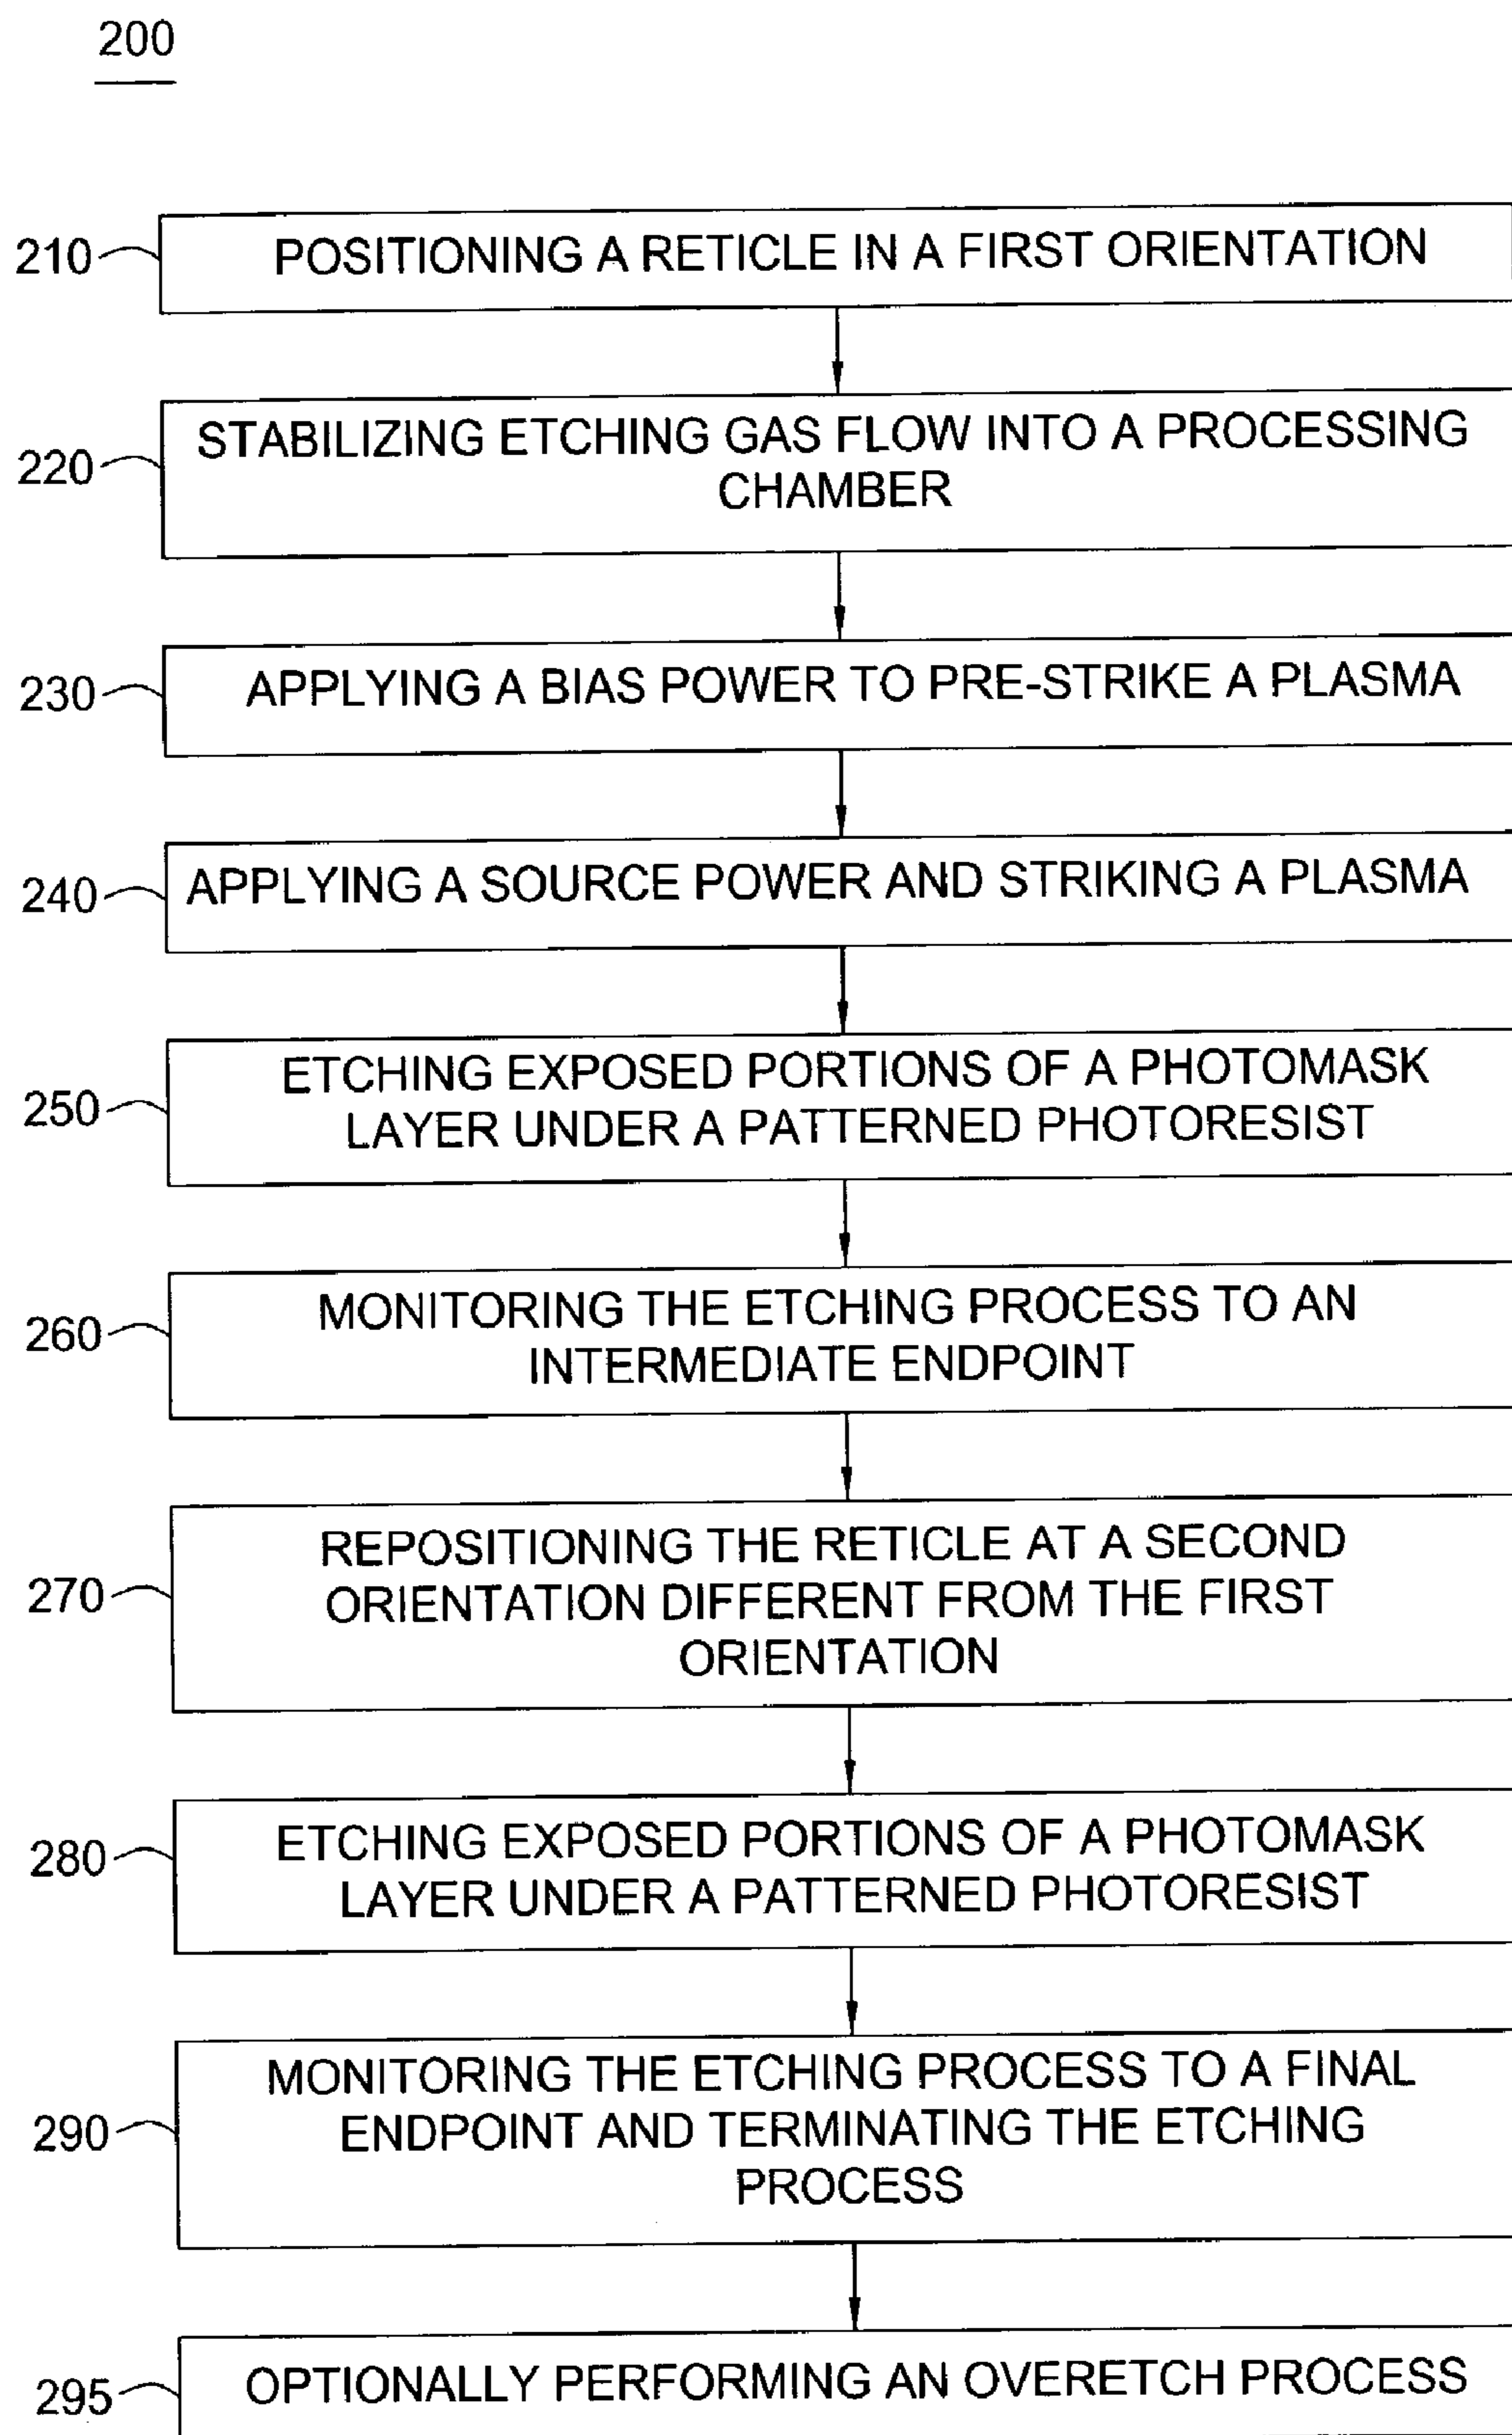 200
210
POSITIONING A RETICLE IN A FIRST ORIENTATION
220
STABILIZING ETCHING GAS FLOW INTO A PROCESSING
CHAMBER
230
APPLYING A BIAS POWER TO PRE-STRIKE A PLASMA
240
APPLYING A SOURCE POWER AND STRIKING A PLASMA
250
ETCHING EXPOSED PORTIONS OF A PHOTOMASK
LAYER UNDER A PATTERNED PHOTORESIST
260
MONITORING THE ETCHING PROCESS TO AN
INTERMEDIATE ENDPOINT
270
REPOSITIONING THE RETICLE AT A SECOND
ORIENTATION DIFFERENT FROM THE FIRST
ORIENTATION
280
ETCHING EXPOSED PORTIONS OF A PHOTOMASK
LAYER UNDER A PATTERNED PHOTORESIST
290
MONITORING THE ETCHING PROCESS TO A FINAL
ENDPOINT AND TERMINATING THE ETCHING
PROCESS
295
OPTIONALLY PERFORMING AN OVERETCH PROCESS